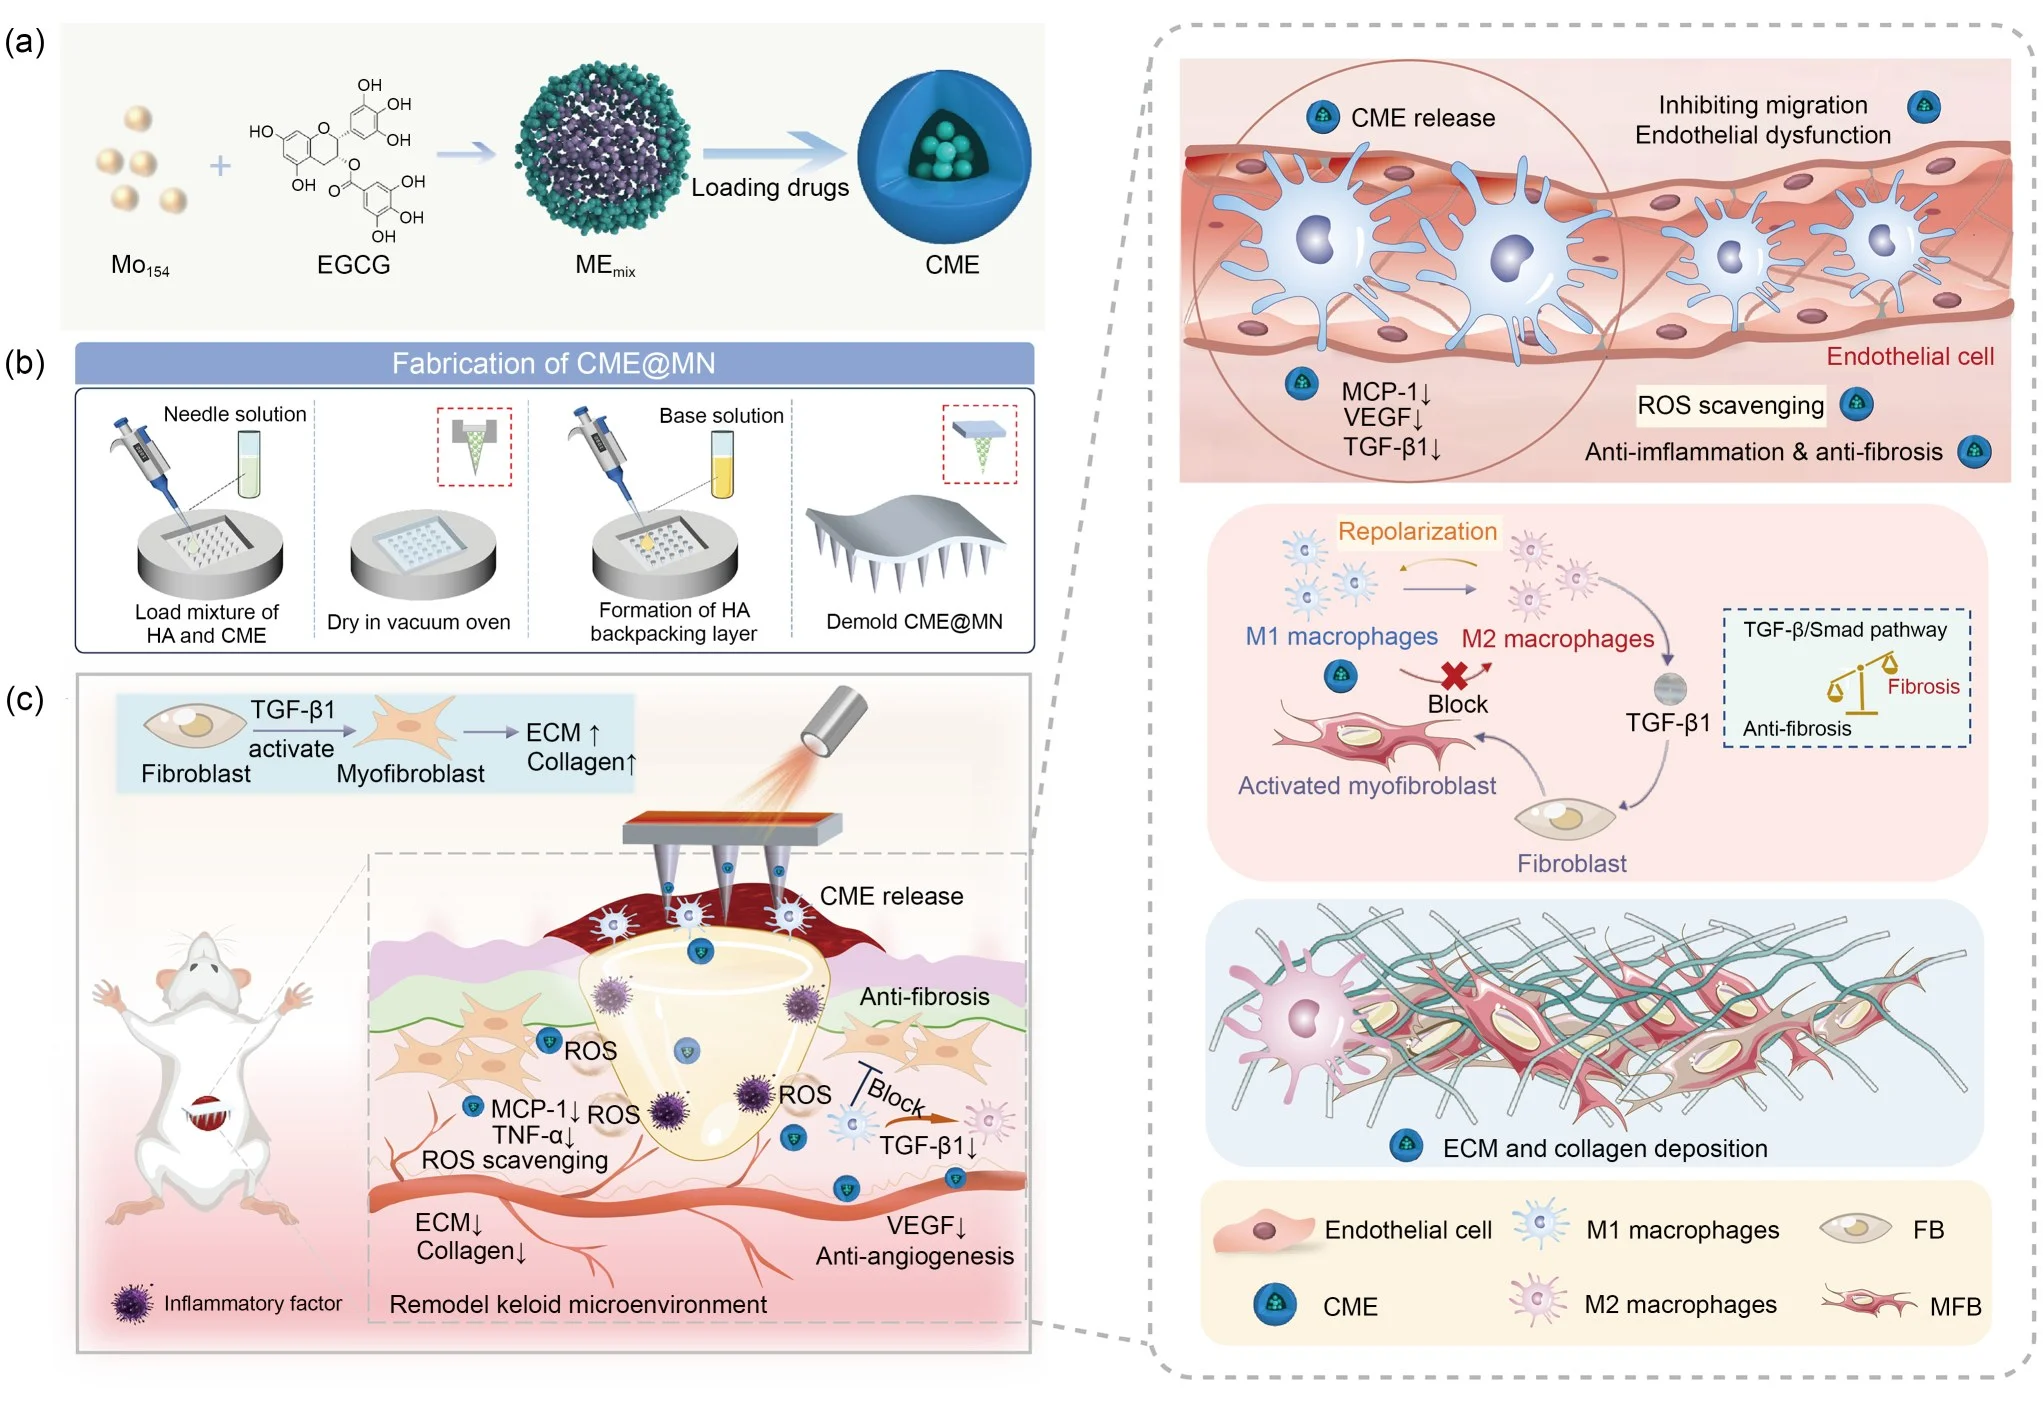 (a)
Mo154
+
HO
OH
OH
OH
O
OH
O
O
OH
OH
OH
EGCG
MEmix
Loading drugs
CME
(b)
Fabrication of CME@MN
Needle solution
Load mixture of
HA and CME
Dry in vacuum oven
Base solution
Formation of HA
backpacking layer
Demold CME@MN
(c)
Fibroblast
TGF-β1
activate
Myofibroblast
ECM ↑
Collagen↑
CME release
Anti-fibrosis
ROS
ROS
ROS
MCP-1↓
TNF-α↓
ROS scavenging
Block
TGF-β1↓
ECM↓
Collagen↓
VEGF↓
Anti-angiogenesis
Inflammatory factor
Remodel keloid microenvironment
CME release
Inhibiting migration
Endothelial dysfunction
Endothelial cell
MCP-1↓
VEGF↓
TGF-β1↓
ROS scavenging
Anti-imflammation & anti-fibrosis
Repolarization
M1 macrophages
M2 macrophages
Block
TGF-β1
Activated myofibroblast
Fibroblast
TGF-β/Smad pathway
Fibrosis
Anti-fibrosis
ECM and collagen deposition
Endothelial cell
M1 macrophages
FB
CME
M2 macrophages
MFB